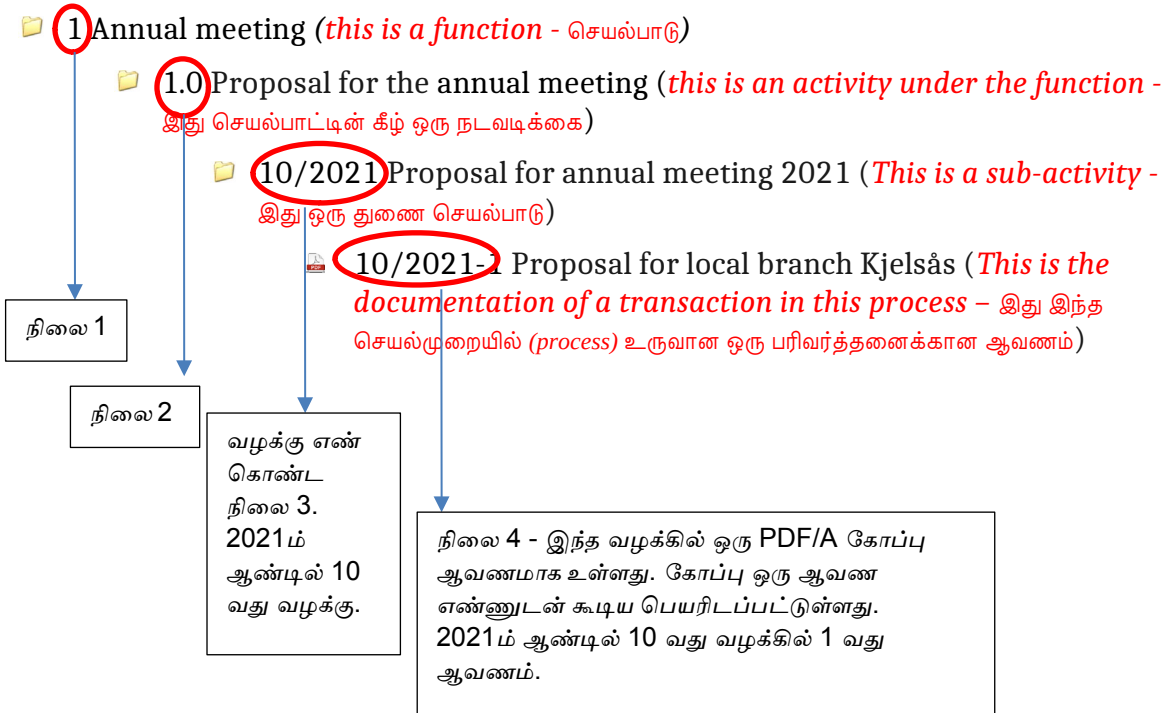 1 Annual meeting (this is a function - செயல்பாடு)
1.0 Proposal for the annual meeting (this is an activity under the function -
இது செயல்பாட்டின் கீழ் ஒரு நடவடிக்கை)
10/2021 Proposal for annual meeting 2021 (This is a sub-activity -
இது ஒரு துணை செயல்பாடு)
10/2021-1 Proposal for local branch Kjelsås (This is the
documentation of a transaction in this process – இது இந்த
செயல்முறையில் (process) உருவான ஒரு பரிவர்த்தனைக்கான ஆவணம்)
நிலை 1
நிலை 2
வழக்கு எண்
கொண்ட
நிலை 3.
2021ம்
ஆண்டில் 10
வது வழக்கு.
நிலை 4 - இந்த வழக்கில் ஒரு PDF/A கோப்பு
ஆவணமாக உள்ளது. கோப்பு ஒரு ஆவண
எண்ணுடன் கூடிய பெயரிடப்பட்டுள்ளது.
2021ம் ஆண்டில் 10 வது வழக்கில் 1 வது
ஆவணம்.